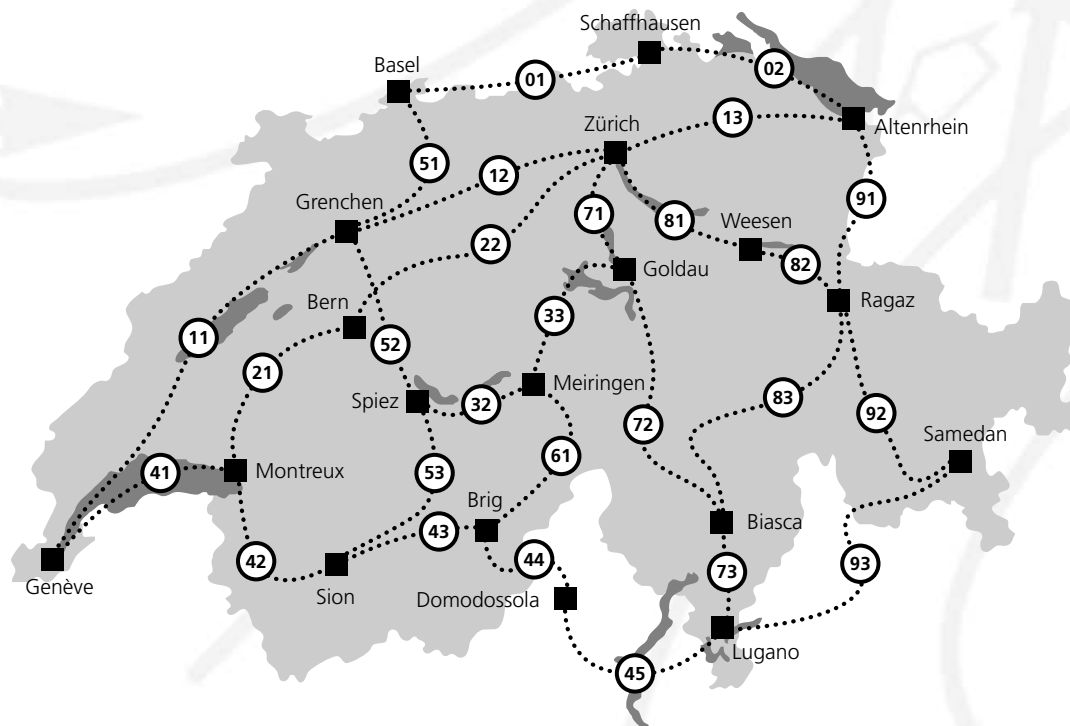 Schaffhausen
Basel
01
02
Altenrhein
13
Zürich
51
12
Grenchen
71
81
Weesen
91
22
82
Goldau
Bern
Ragaz
11
33
52
21
Spiez
32
Meiringen
83
72
92
Samedan
61
41
Montreux
53
Brig
43
Biasca
42
44
73
93
Genève
Sion
Domodossola
Lugano
45